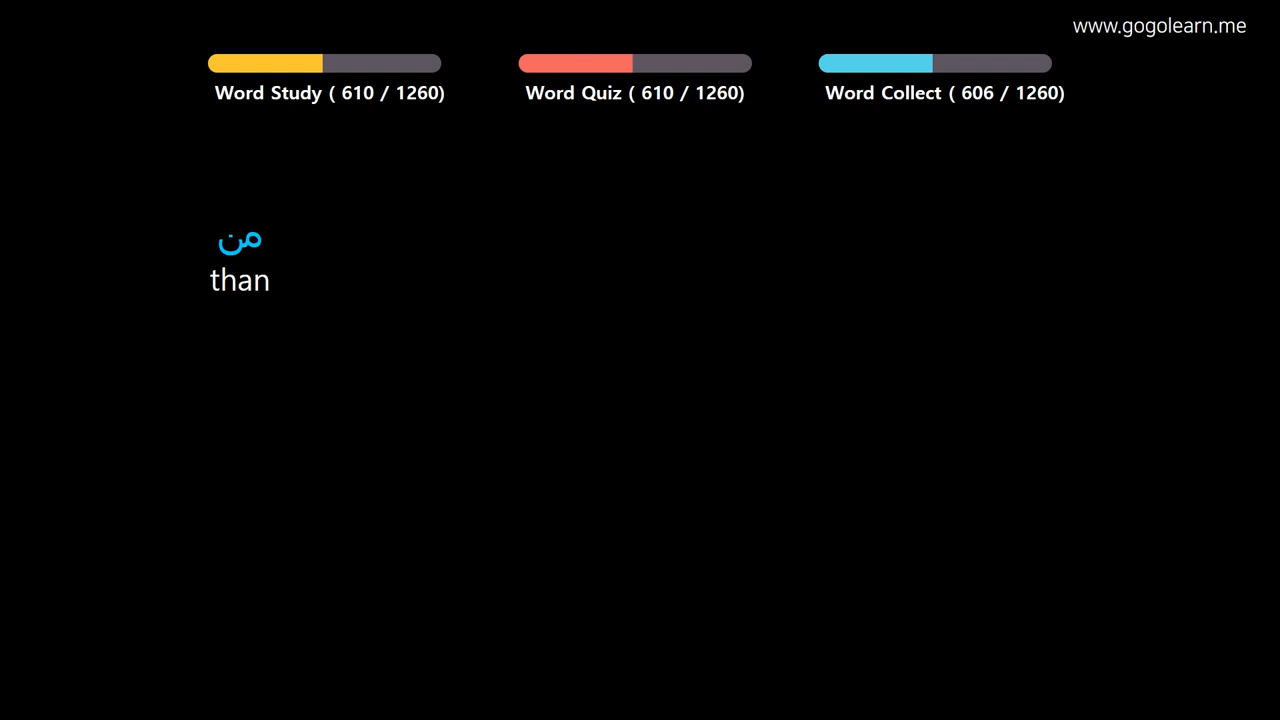 www.gogolearn.me
Word Study ( 610 / 1260)
Word Quiz ( 610 / 1260)
Word Collect ( 606 / 1260)
من
than